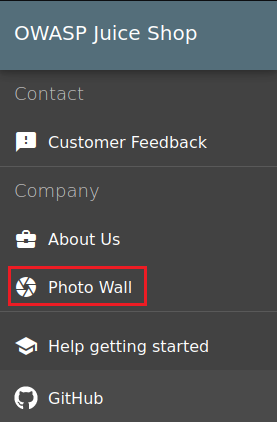 OWASP Juice Shop
Contact
Customer Feedback
Company
About Us
Photo Wall
Help getting started
GitHub